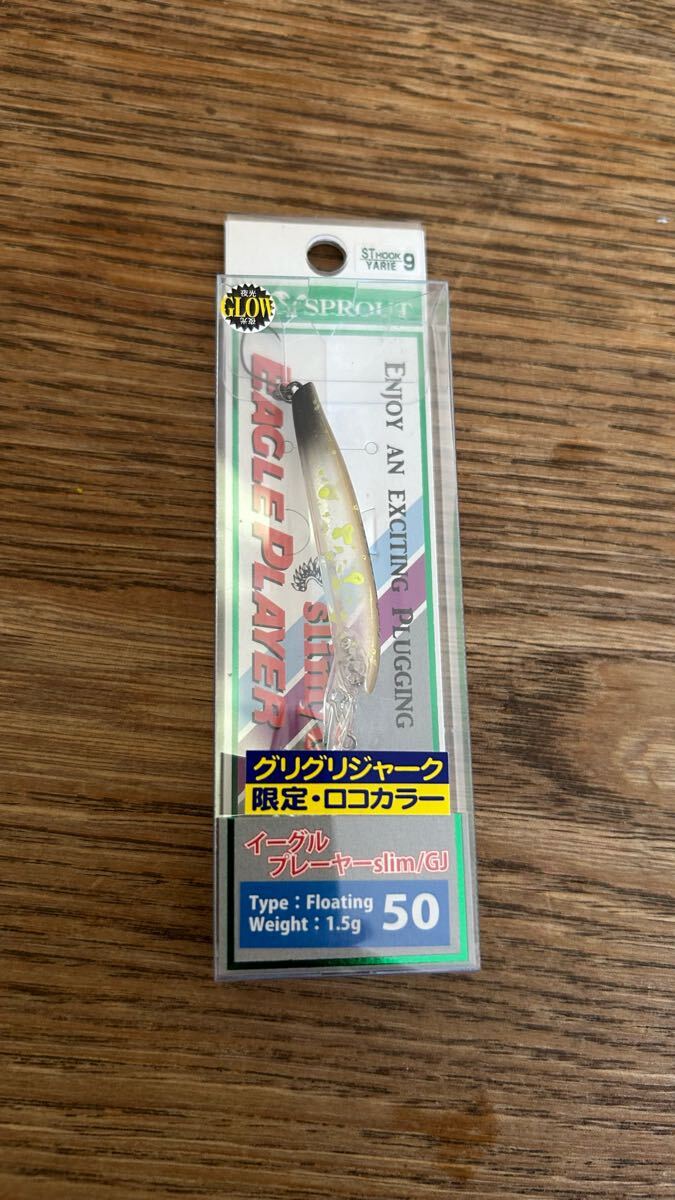 ST HOOK 9
YARIE
夜光
GLOW
夜光
SPROUT
ENJOY AN EXCITING PLUGGING
EAGLE PLAYER
slim
グリグリジャーク
限定・ロコカラー
イーグル
プレーヤーslim/GJ
Type : Floating
Weight : 1.5g
50